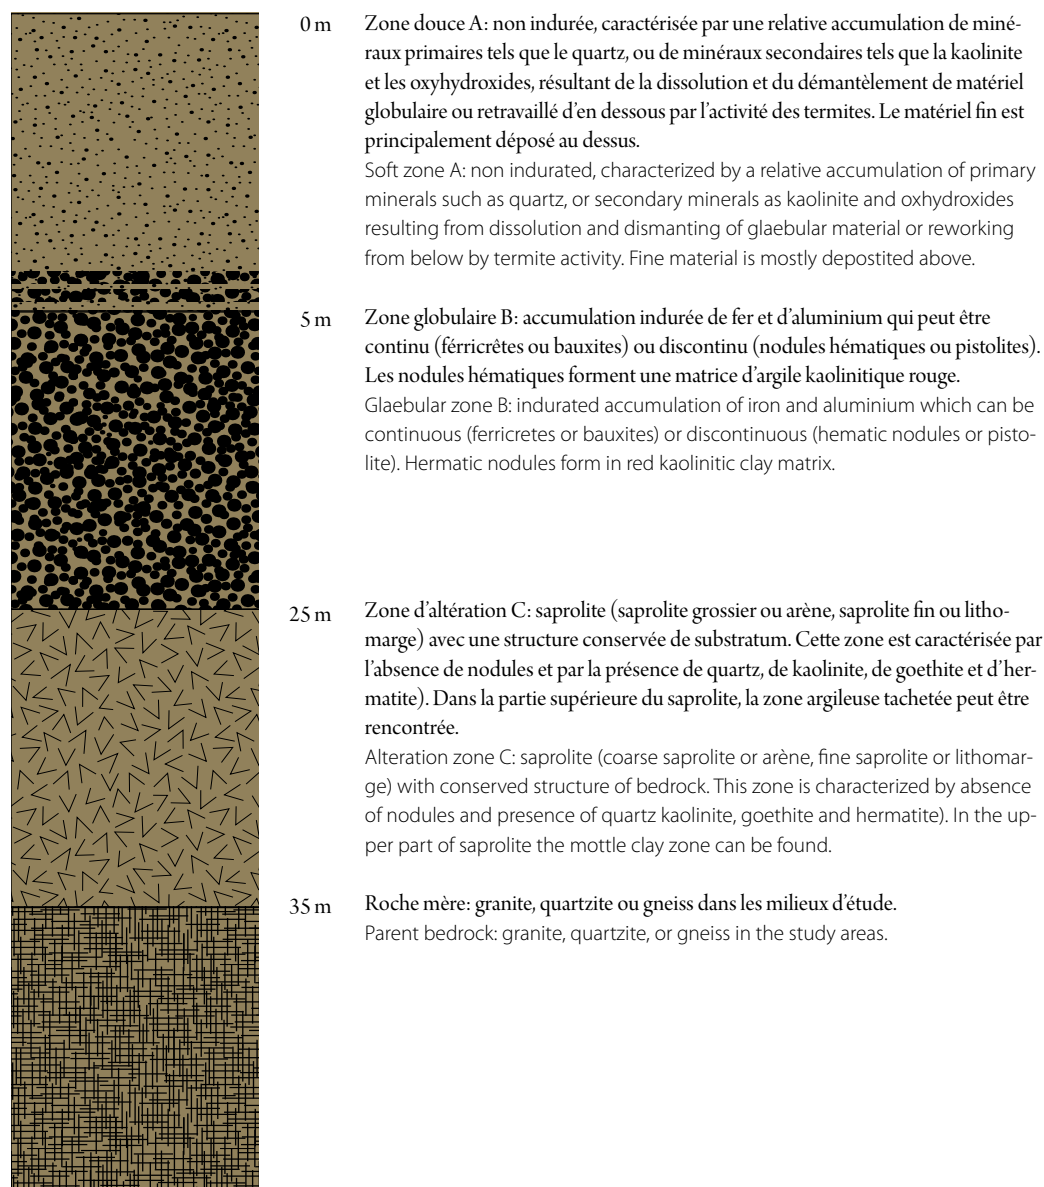 0 m
Zone douce A: non indurée, caractérisée par une relative accumulation de miné-
raux primaires tels que le quartz, ou de minéraux secondaires tels que la kaolinite
et les oxyhydroxides, résultant de la dissolution et du démantèlement de matériel
globulaire ou retravaillé d'en dessous par l'activité des termites. Le matériel fin est
principalement déposé au dessus.
Soft zone A: non indurated, characterized by a relative accumulation of primary
minerals such as quartz, or secondary minerals as kaolinite and oxhydroxides
resulting from dissolution and dismanting of glaebular material or reworking
from below by termite activity. Fine material is mostly depostited above.
5 m
Zone globulaire B: accumulation indurée de fer et d'aluminium qui peut être
continu (férricrêtes ou bauxites) ou discontinu (nodules hématiques ou pistolites).
Les nodules hématiques forment une matrice d'argile kaolinitique rouge.
Glaebular zone B: indurated accumulation of iron and aluminium which can be
continuous (ferricretes or bauxites) or discontinuous (hematic nodules or pisto-
lite). Hermatic nodules form in red kaolinitic clay matrix.
25 m
Zone d'altération C: saprolite (saprolite grossier ou arène, saprolite fin ou litho-
marge) avec une structure conservée de substratum. Cette zone est caractérisée par
l'absence de nodules et par la présence de quartz, de kaolinite, de goethite et d'her-
matite). Dans la partie supérieure du saprolite, la zone argileuse tachetée peut être
rencontrée.
Alteration zone C: saprolite (coarse saprolite or arène, fine saprolite or lithomar-
ge) with conserved structure of bedrock. This zone is characterized by absence
of nodules and presence of quartz kaolinite, goethite and hermatite). In the up-
per part of saprolite the mottle clay zone can be found.
35 m
Roche mère: granite, quartzite ou gneiss dans les milieux d'étude.
Parent bedrock: granite, quartzite, or gneiss in the study areas.